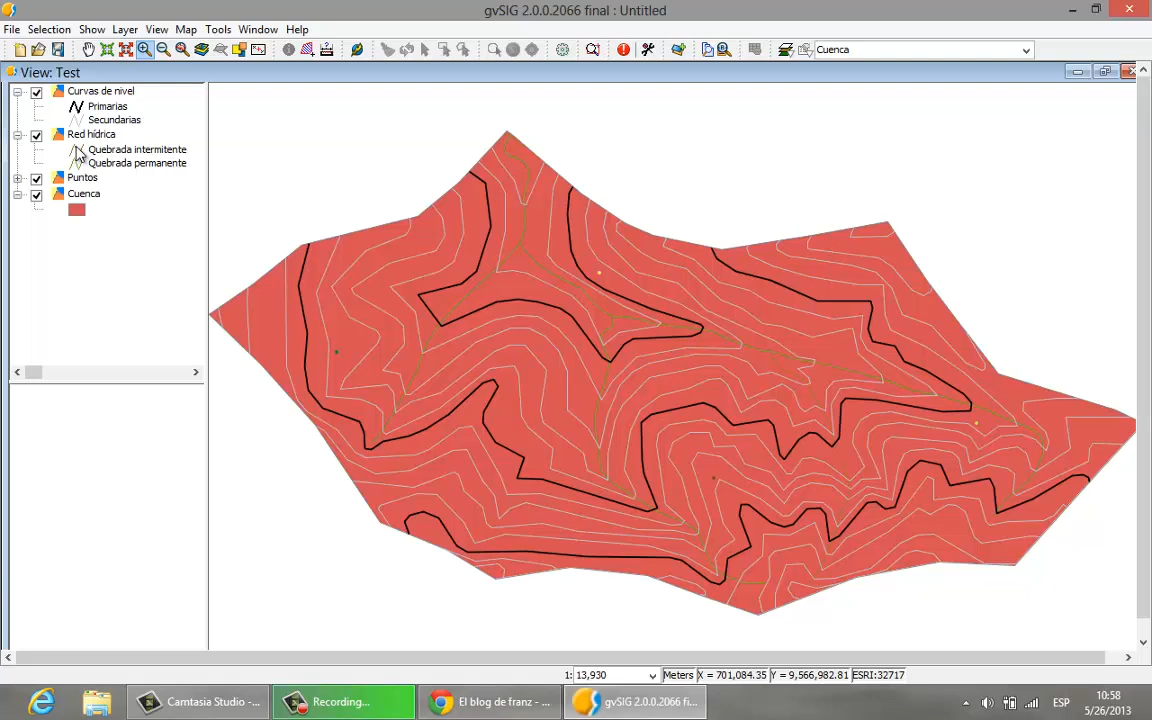 gvSIG 2.0.0.2066 final : Untitled
File Selection Show Layer View Map Tools Window Help
Cuenca
View: Test
Curvas de nivel
Primarias
Secundarias
Red hídrica
Quebrada intermitente
Quebrada permanente
Puntos
Cuenca
1: 13,930 Meters X = 701,084.35 Y = 9,566,982.81 ESRI:32717
Camtasia Studio -... Recording... El blog de franz - ... gvSIG 2.0.0.2066 fi... ESP 10:58
5/26/2013